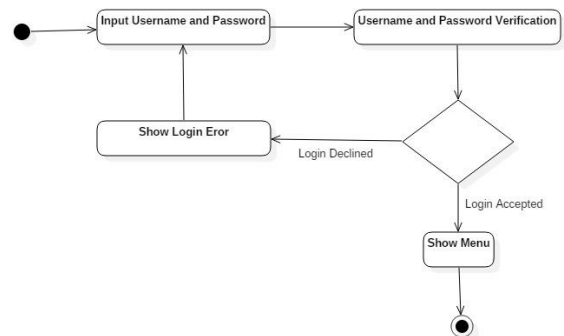 Input Username and Password
Username and Password Verification
Show Login Eror
Login Declined
Login Accepted
Show Menu